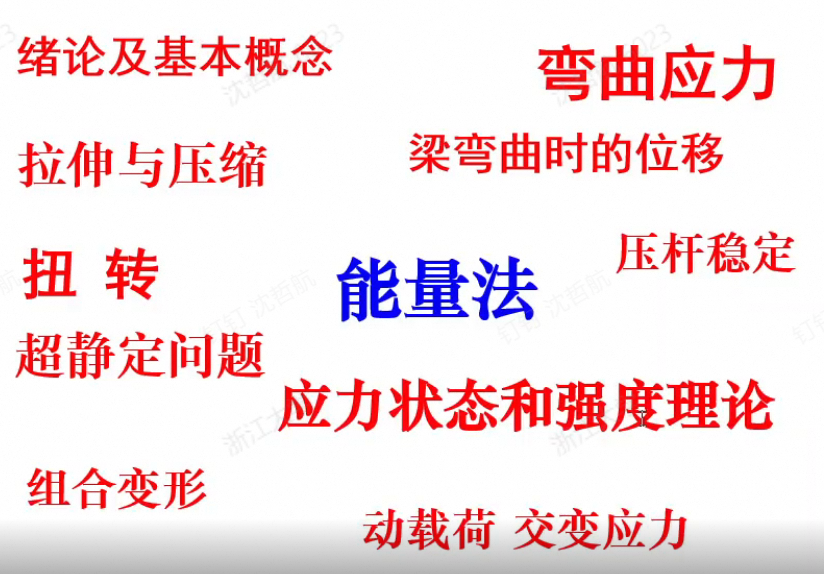 绪论及基本概念
弯曲应力
拉伸与压缩
梁弯曲时的位移
扭 转
压杆稳定
能量法
超静定问题
应力状态和强度理论
组合变形
动载荷 交变应力